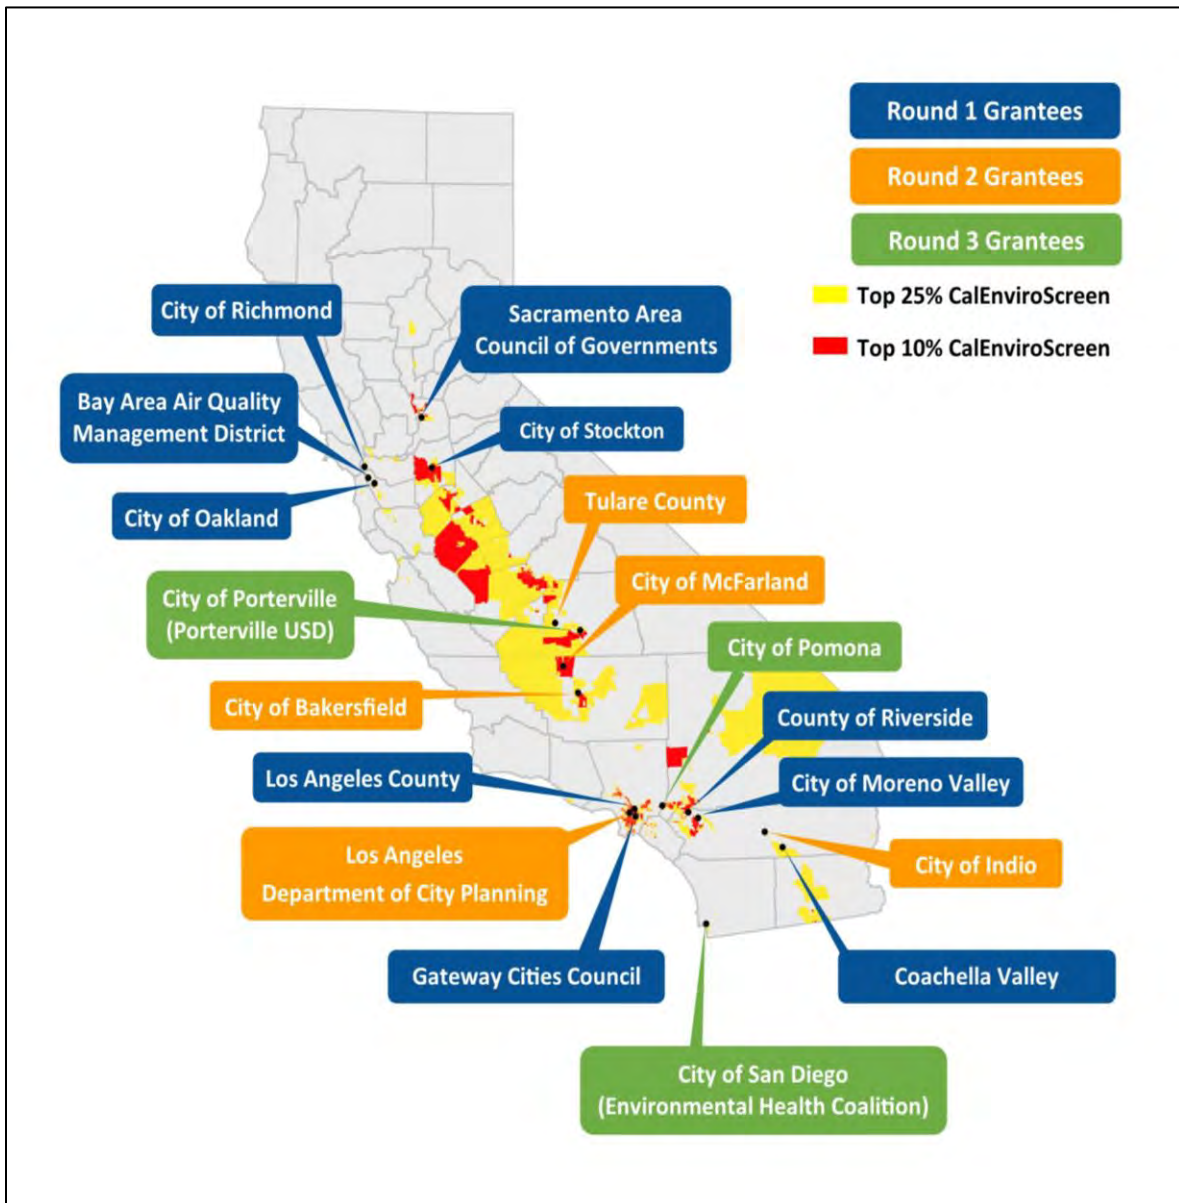 Round 1 Grantees
Round 2 Grantees
Round 3 Grantees
Top 25% CalEnviroScreen
Top 10% CalEnviroScreen
City of Richmond
Sacramento Area
Council of Governments
Bay Area Air Quality
Management District
City of Stockton
City of Oakland
Tulare County
City of McFarland
City of Porterville
(Porterville USD)
City of Pomona
City of Bakersfield
County of Riverside
Los Angeles County
City of Moreno Valley
Los Angeles
Department of City Planning
City of Indio
Gateway Cities Council
Coachella Valley
City of San Diego
(Environmental Health Coalition)